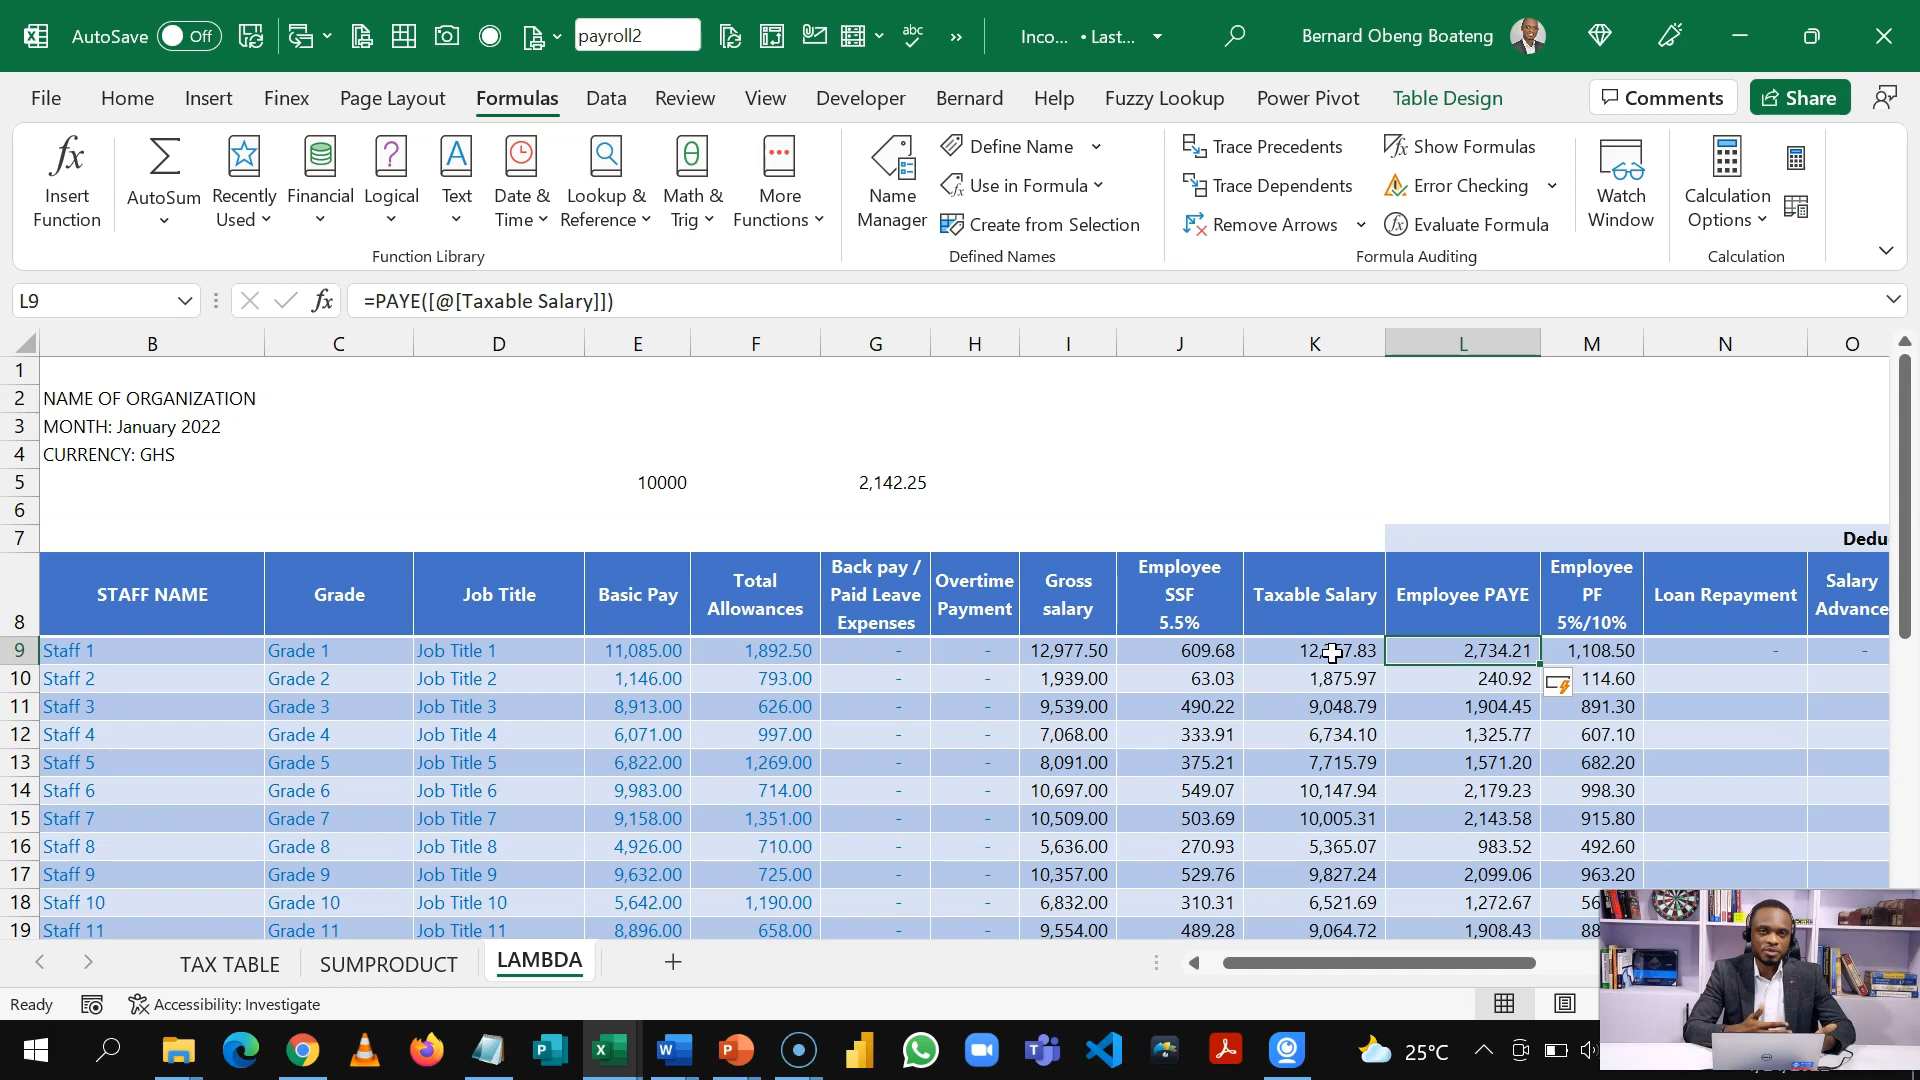 AutoSave Off payroll2 abc Inco... • Last... Bernard Obeng Boateng
File Home Insert Finex Page Layout Formulas Data Review View Developer Bernard Help Fuzzy Lookup Power Pivot Table Design Comments Share
Insert Function
AutoSum
Recently Used
Financial
Logical
Text
Date & Time
Lookup & Reference
Math & Trig
More Functions
Function Library
Name Manager
Define Name
Use in Formula
Create from Selection
Defined Names
Trace Precedents
Trace Dependents
Remove Arrows
Show Formulas
Error Checking
Evaluate Formula
Formula Auditing
Watch Window
Calculation Options
Calculation
L9 fx =PAYE([@[Taxable Salary]])
B C D E F G H I J K L M N O
1
2 NAME OF ORGANIZATION
3 MONTH: January 2022
4 CURRENCY: GHS
5 10000 2,142.25
6
7 Dedu
8 STAFF NAME Grade Job Title Basic Pay Total Allowances Back pay / Paid Leave Expenses Overtime Payment Gross salary Employee SSF 5.5% Taxable Salary Employee PAYE Employee PF 5%/10% Loan Repayment Salary Advance
9 Staff 1 Grade 1 Job Title 1 11,085.00 1,892.50 - - 12,977.50 609.68 2,734.21 1,108.50 - -
10 Staff 2 Grade 2 Job Title 2 1,146.00 793.00 - - 1,939.00 63.03 1,875.97 240.92 114.60
11 Staff 3 Grade 3 Job Title 3 8,913.00 626.00 - - 9,539.00 490.22 9,048.79 1,904.45 891.30
12 Staff 4 Grade 4 Job Title 4 6,071.00 997.00 - - 7,068.00 333.91 6,734.10 1,325.77 607.10
13 Staff 5 Grade 5 Job Title 5 6,822.00 1,269.00 - - 8,091.00 375.21 7,715.79 1,571.20 682.20
14 Staff 6 Grade 6 Job Title 6 9,983.00 714.00 - - 10,697.00 549.07 10,147.94 2,179.23 998.30
15 Staff 7 Grade 7 Job Title 7 9,158.00 1,351.00 - - 10,509.00 503.69 10,005.31 2,143.58 915.80
16 Staff 8 Grade 8 Job Title 8 4,926.00 710.00 - - 5,636.00 270.93 5,365.07 983.52 492.60
17 Staff 9 Grade 9 Job Title 9 9,632.00 725.00 - - 10,357.00 529.76 9,827.24 2,099.06 963.20
18 Staff 10 Grade 10 Job Title 10 5,642.00 1,190.00 - - 6,832.00 310.31 6,521.69 1,272.67 56
19 Staff 11 Grade 11 Job Title 11 8,896.00 658.00 - - 9,554.00 489.28 9,064.72 1,908.43 88
TAX TABLE SUMPRODUCT LAMBDA
Ready Accessibility: Investigate
25°C